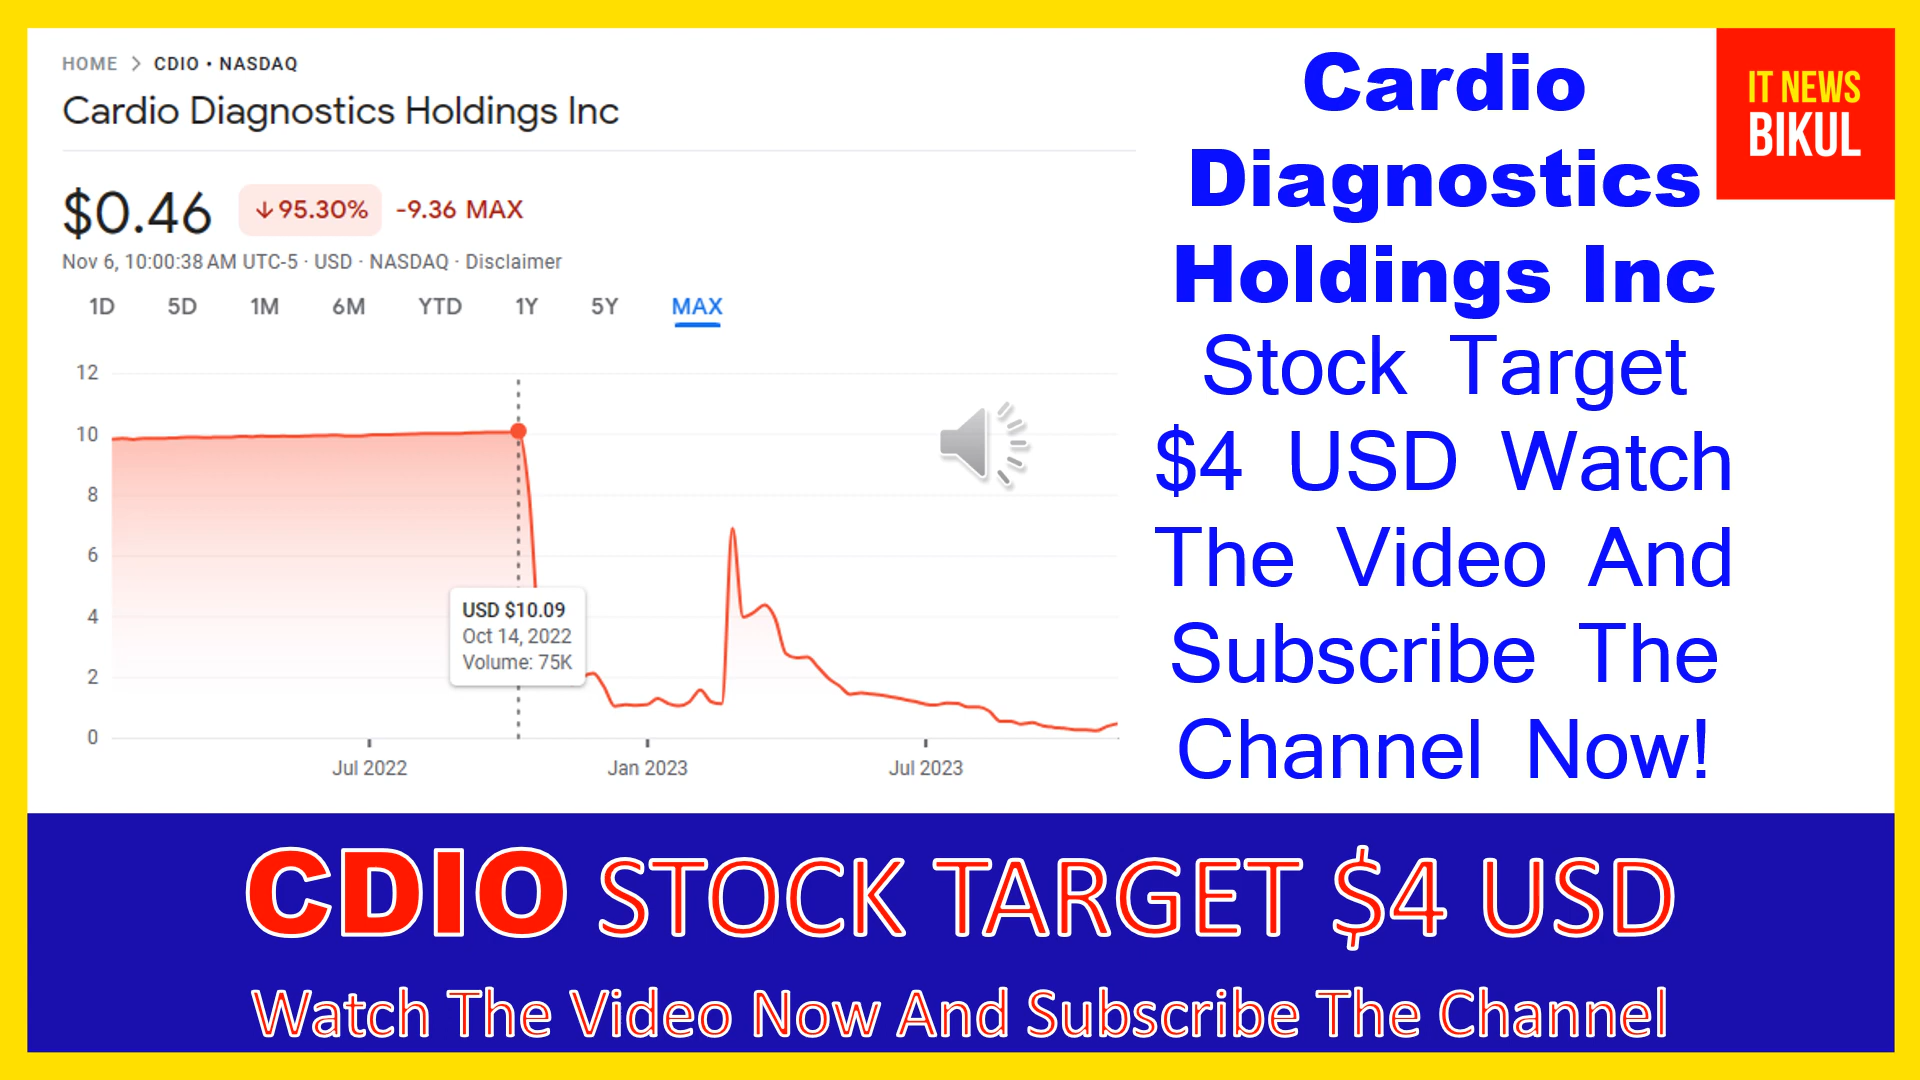 HOME > CDIO • NASDAQ
Cardio Diagnostics Holdings Inc
$0.46 ↓95.30% -9.36 MAX
Nov 6, 10:00:38 AM UTC-5 · USD · NASDAQ · Disclaimer
1D 5D 1M 6M YTD 1Y 5Y MAX
12
10
8
6
4
2
0
USD $10.09
Oct 14, 2022
Volume: 75K
Jul 2022 Jan 2023 Jul 2023
Cardio
Diagnostics
Holdings Inc
Stock Target
$4 USD Watch
The Video And
Subscribe The
Channel Now!
IT NEWS
BIKUL
CDIO STOCK TARGET $4 USD
Watch The Video Now And Subscribe The Channel